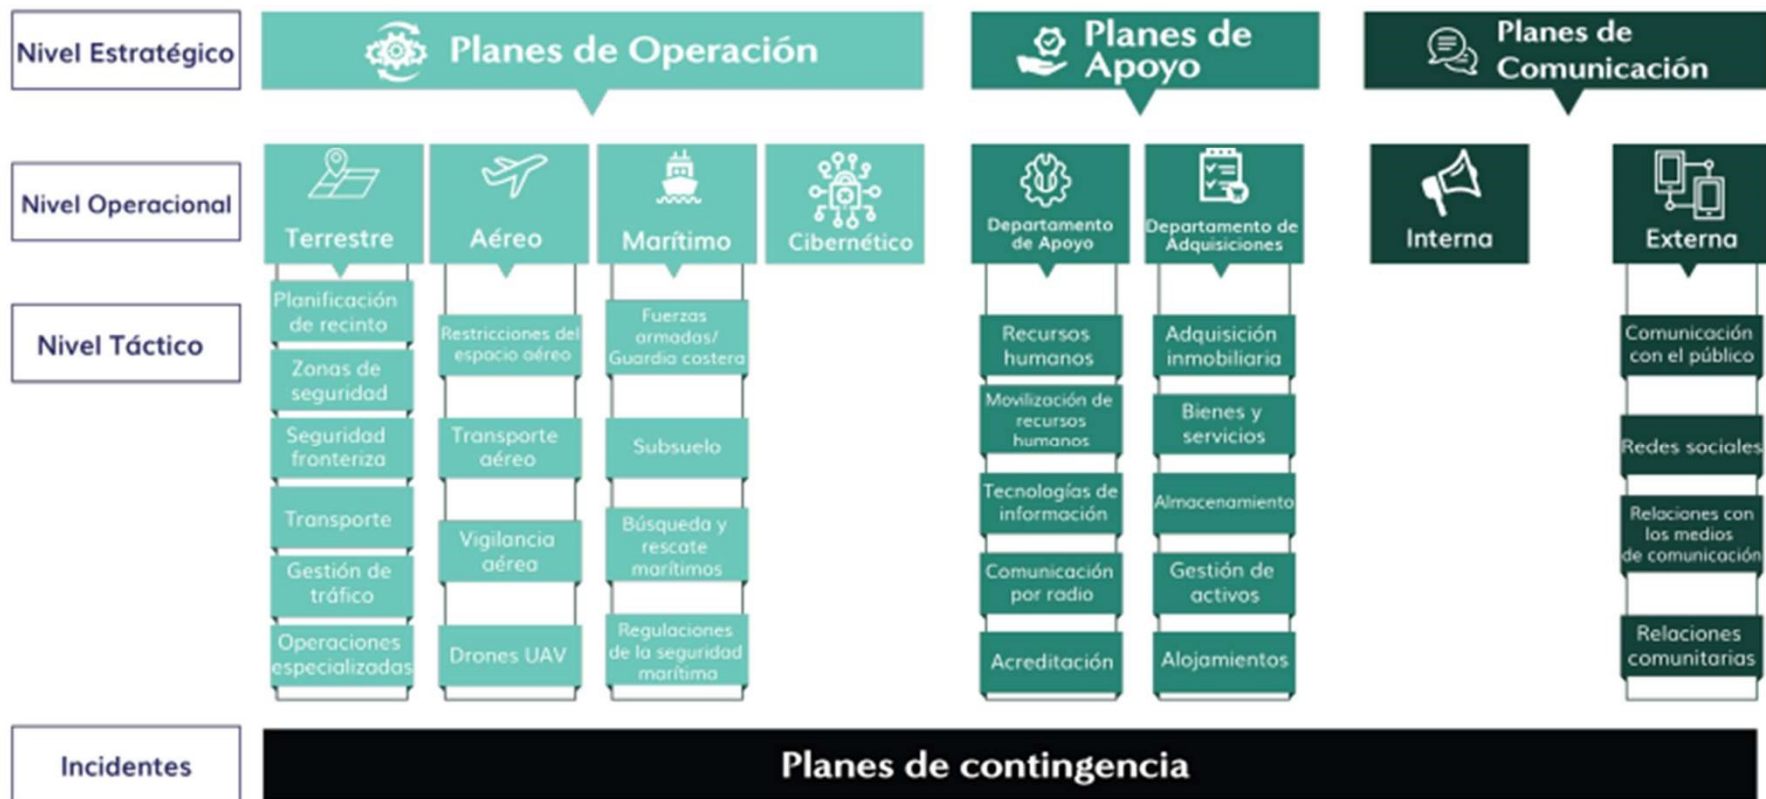 Nivel Estratégico
Planes de Operación
Planes de
Apoyo
Planes de
Comunicación
Nivel Operacional
Terrestre
Aéreo
Marítimo
Cibernético
Departamento
de Apoyo
Departamento de
Adquisiciones
Interna
Externa
Nivel Táctico
Planificación
de recinto
Zonas de
seguridad
Seguridad
fronteriza
Transporte
Gestión de
tráfico
Operaciones
especializadas
Restricciones del
espacio aéreo
Transporte
aéreo
Vigilancia
aérea
Drones UAV
Fuerzas
armadas/
Guardia costera
Subsuelo
Búsqueda y
rescate
marítimos
Regulaciones
de la seguridad
marítima
Recursos
humanos
Movilización de
recursos
humanos
Tecnologías de
información
Comunicación
por radio
Acreditación
Adquisición
inmobiliaria
Bienes y
servicios
Almacenamiento
Gestión de
activos
Alojamientos
Comunicación
con el público
Redes sociales
Relaciones con
los medios
de comunicación
Relaciones
comunitarias
Incidentes
Planes de contingencia